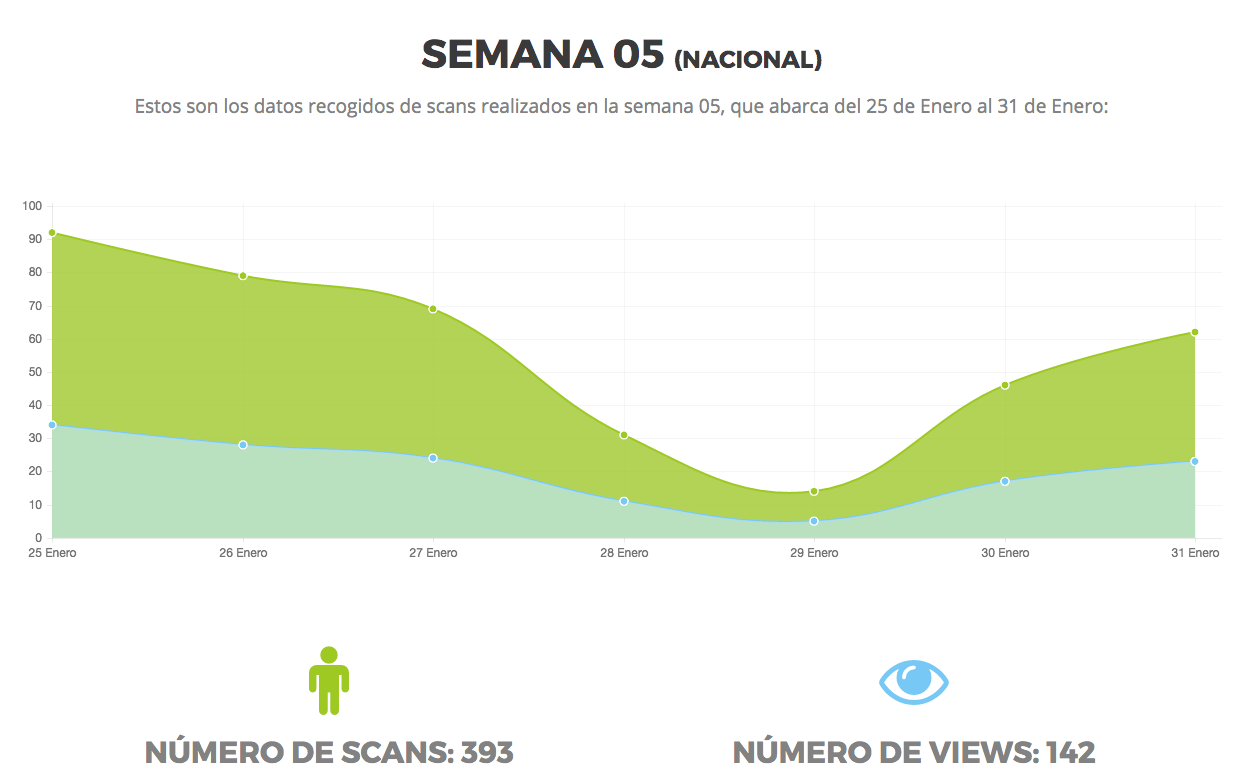 SEMANA 05 (NACIONAL)
Estos son los datos recogidos de scans realizados en la semana 05, que abarca del 25 de Enero al 31 de Enero:
100
90
80
70
60
50
40
30
20
10
0
25 Enero 26 Enero 27 Enero 28 Enero 29 Enero 30 Enero 31 Enero
NÚMERO DE SCANS: 393 NÚMERO DE VIEWS: 142